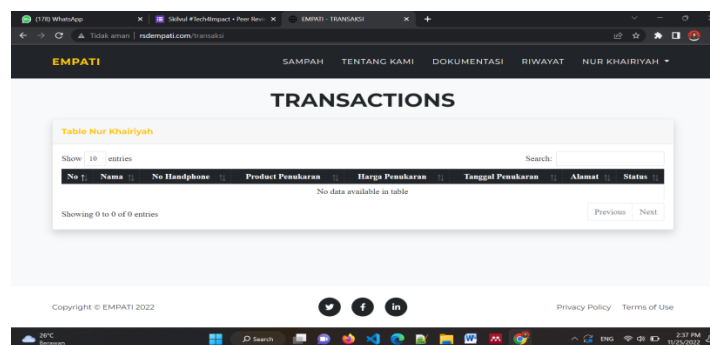 (178) WhatsApp
Skilvul #Tech4Impact • Peer Revi
EMPATI - TRANSAKSI
Tidak aman | rsdempati.com/transaksi
EMPATI SAMPAH TENTANG KAMI DOKUMENTASI RIWAYAT NUR KHAIRIYAH
TRANSACTIONS
Table Nur Khairiyah
Show 10 entries Search:
No Nama No Handphone Product Penukaran Harga Penukaran Tanggal Penukaran Alamat Status
No data available in table
Showing 0 to 0 of 0 entries Previous Next
Copyright © EMPATI 2022 Privacy Policy Terms of Use
26°C
Berawan
Search
ENG
2:37 PM
11/25/2022